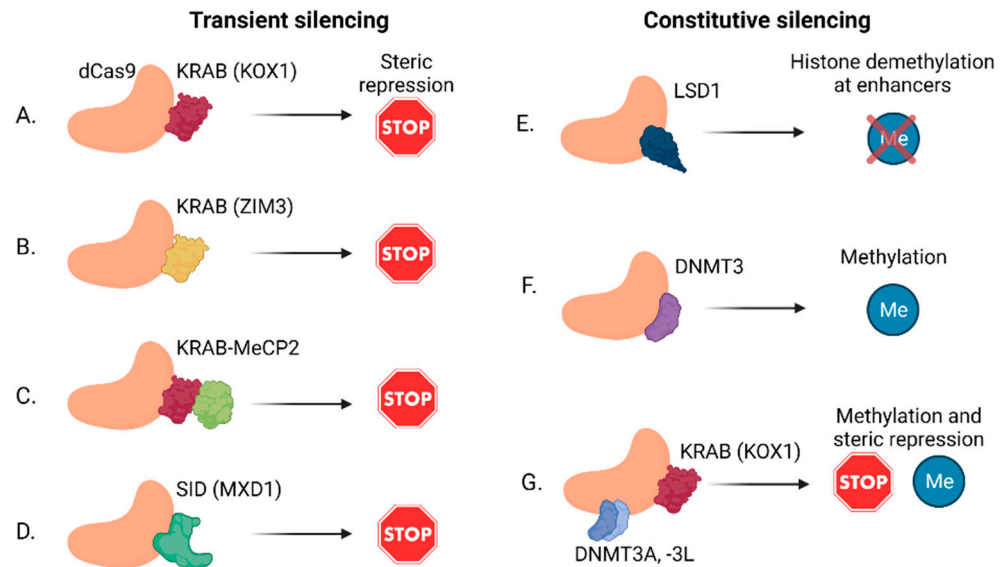 Transient silencing
dCas9
KRAB (KOX1)
Steric
repression
A.
STOP
KRAB (ZIM3)
B.
STOP
KRAB-MeCP2
C.
STOP
SID (MXD1)
D.
STOP
Constitutive silencing
LSD1
Histone demethylation
at enhancers
E.
Me
DNMT3
Methylation
F.
Me
Methylation and
steric repression
KRAB (KOX1)
G.
STOP
Me
DNMT3A, -3L